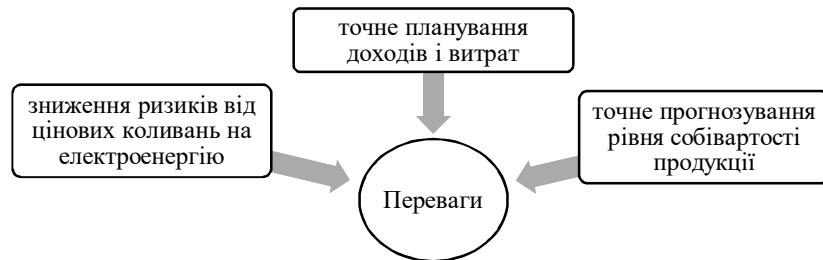 точне планування
доходів і витрат
зниження ризиків від
цінових коливань на
електроенергію
точне прогнозування
рівня собівартості
продукції
Переваги